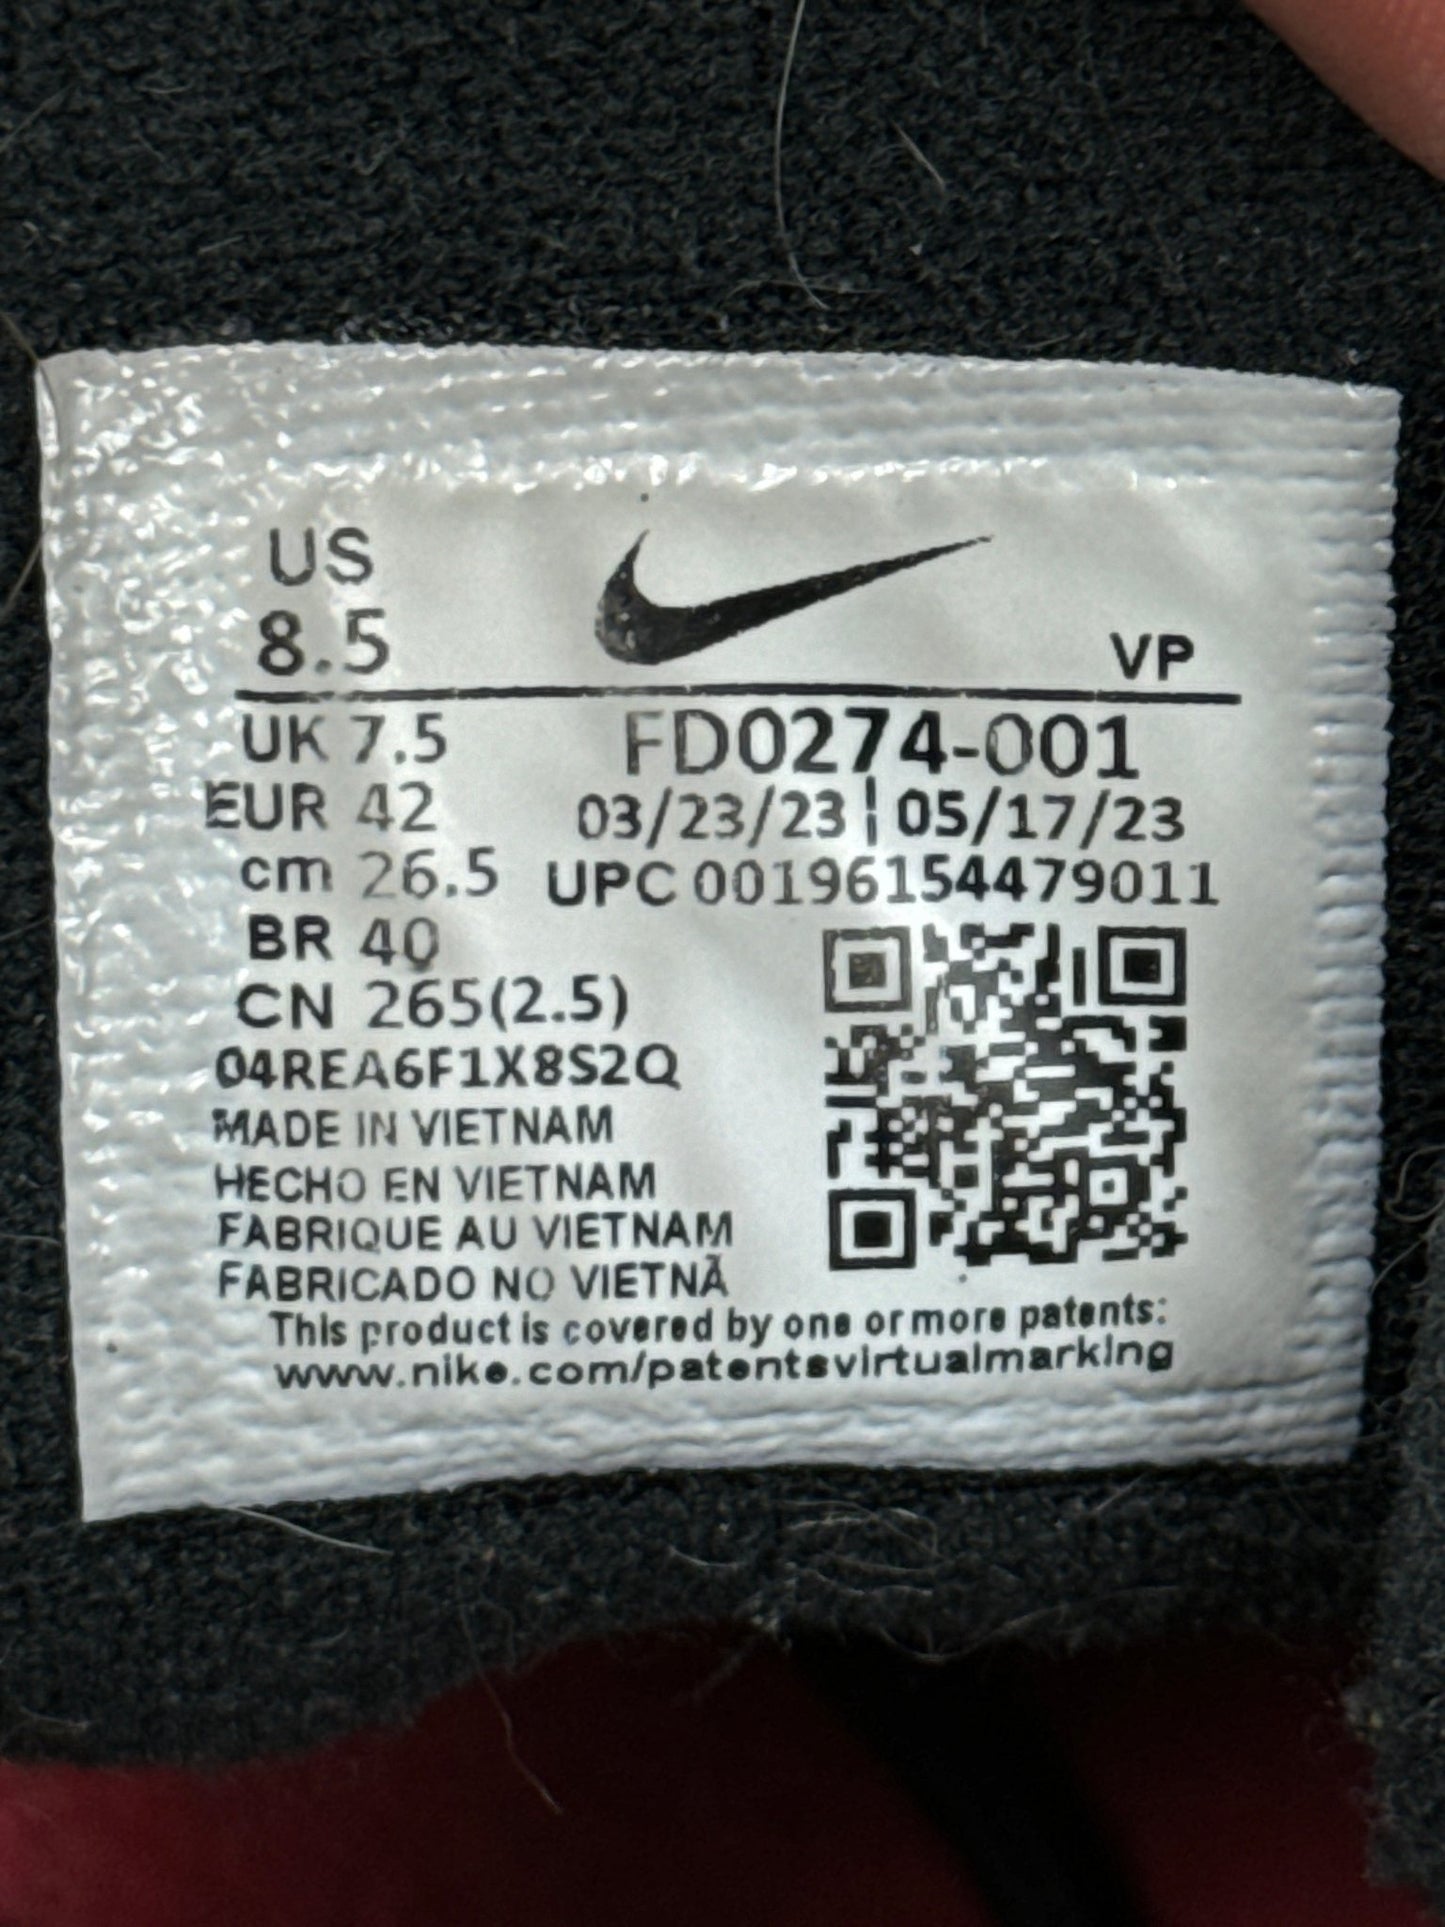 US
8.5
VP
UK 7.5
FD0274-001
EUR 42
03/23/23 | 05/17/23
cm 26.5
UPC 00196154479011
BR 40
CN 265(2.5)
04REA6F1X8S2Q
MADE IN VIETNAM
HECHO EN VIETNAM
FABRIQUE AU VIETNAM
FABRICADO NO VIETNÃ
This product is covered by one or more patents:
www.nike.com/patentsvirtualmarking